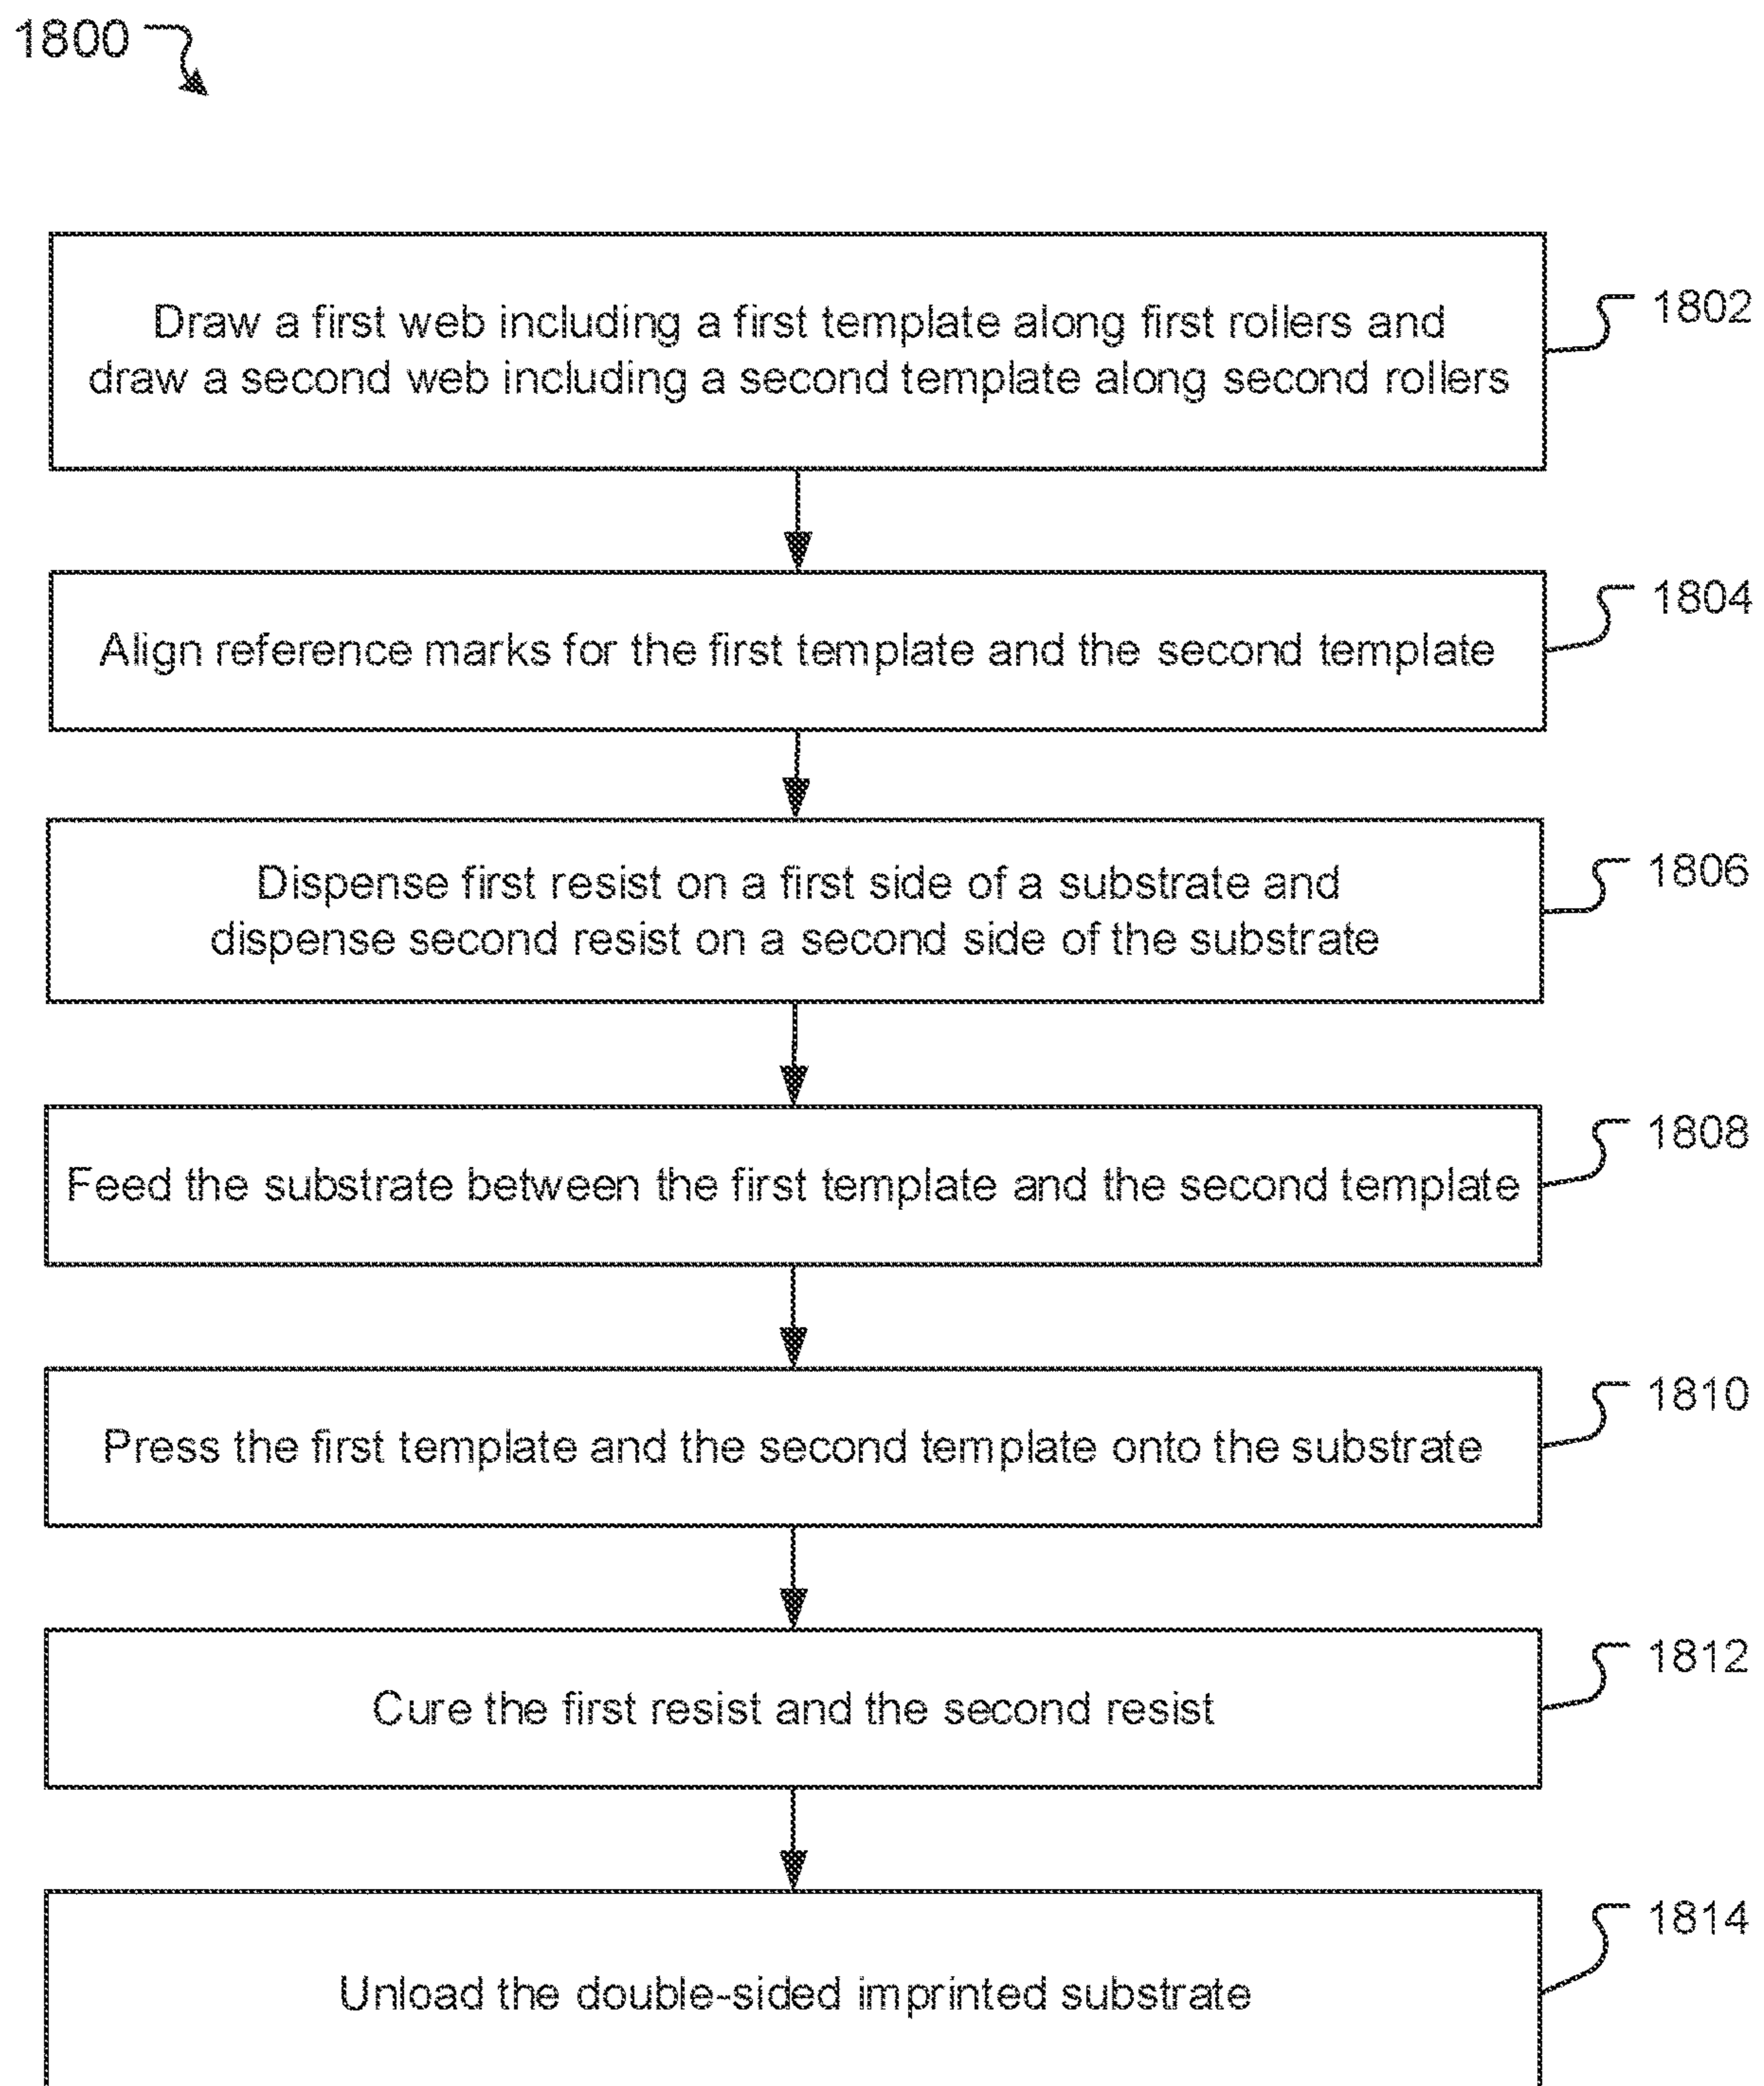 1800
Draw a first web including a first template along first rollers and
draw a second web including a second template along second rollers
1802
Align reference marks for the first template and the second template
1804
Dispense first resist on a first side of a substrate and
dispense second resist on a second side of the substrate
1806
Feed the substrate between the first template and the second template
1808
Press the first template and the second template onto the substrate
1810
Cure the first resist and the second resist
1812
Unload the double-sided imprinted substrate
1814